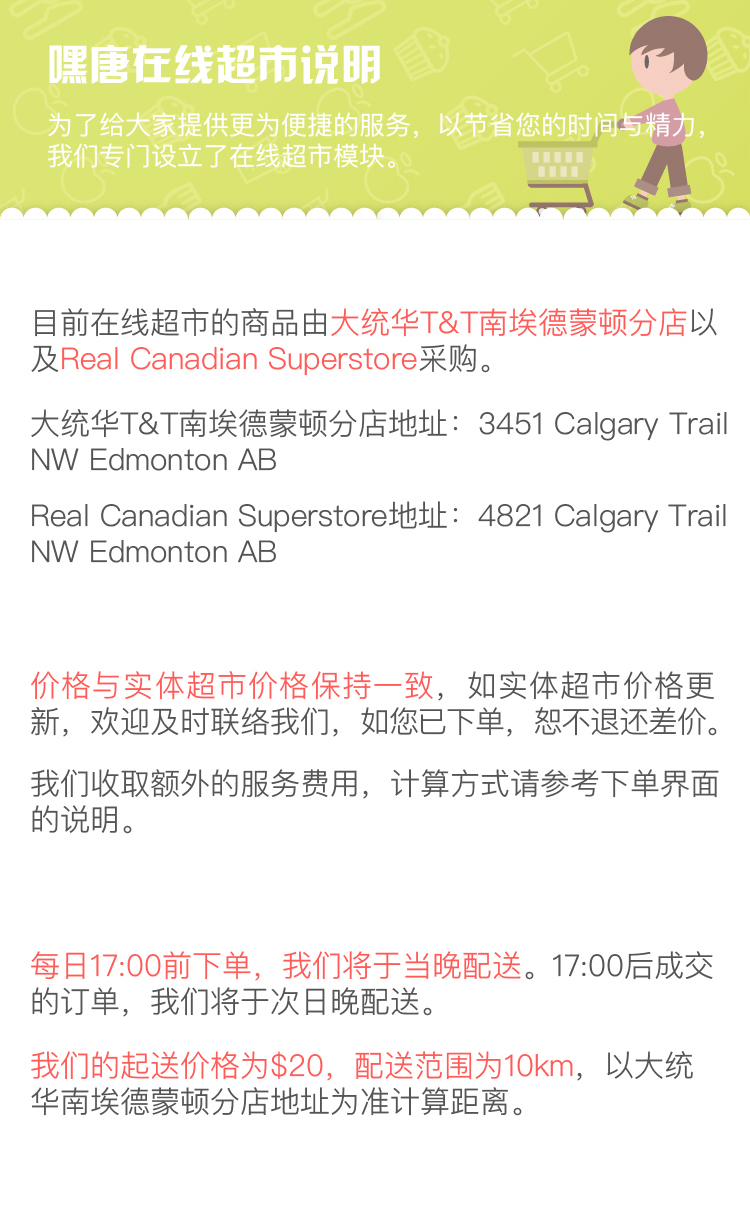 嘿唐在线超市说明
为了给大家提供更为便捷的服务，以节省您的时间与精力，
我们专门设立了在线超市模块。
目前在线超市的商品由大统华T&T南埃德蒙顿分店以
及Real Canadian Superstore采购。
大统华T&T南埃德蒙顿分店地址：3451 Calgary Trail
NW Edmonton AB
Real Canadian Superstore地址：4821 Calgary Trail
NW Edmonton AB
价格与实体超市价格保持一致，如实体超市价格更
新，欢迎及时联络我们，如您已下单，恕不退还差价。
我们收取额外的服务费用，计算方式请参考下单界面
的说明。
每日17:00前下单，我们将于当晚配送。17:00后成交
的订单，我们将于次日晚配送。
我们的起送价格为$20，配送范围为10km，以大统
华南埃德蒙顿分店地址为准计算距离。